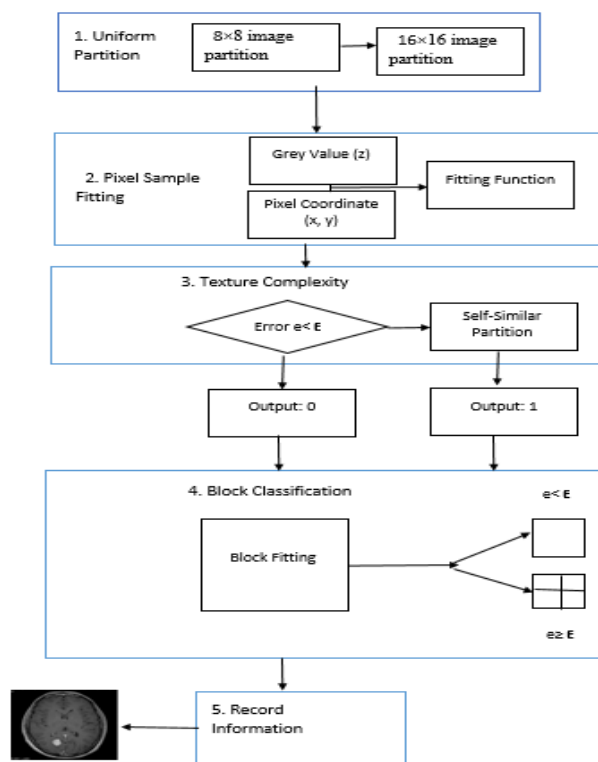 1. Uniform
Partition
8×8 image
partition
16×16 image
partition
2. Pixel Sample
Fitting
Grey Value (z)
Pixel Coordinate
(x, y)
Fitting Function
3. Texture Complexity
Error e< E
Self-Similar
Partition
Output: 0
Output: 1
4. Block Classification
Block Fitting
e< E
e≥ E
5. Record
Information